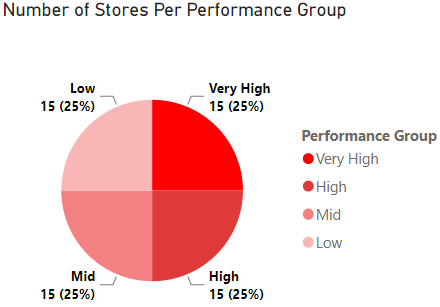 Number of Stores Per Performance Group
Low
15 (25%)
Very High
15 (25%)
Mid
15 (25%)
High
15 (25%)
Performance Group
Very High
High
Mid
Low